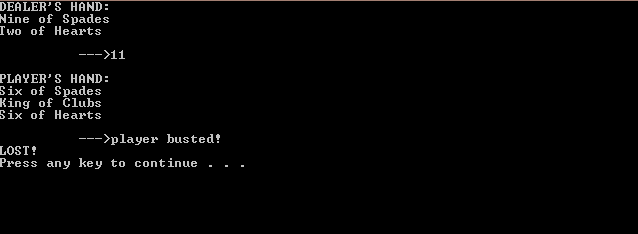 DEALER'S HAND:
Nine of Spades
Two of Hearts
--->11
PLAYER'S HAND:
Six of Spades
King of Clubs
Six of Hearts
--->player busted!
LOST!
Press any key to continue . . .